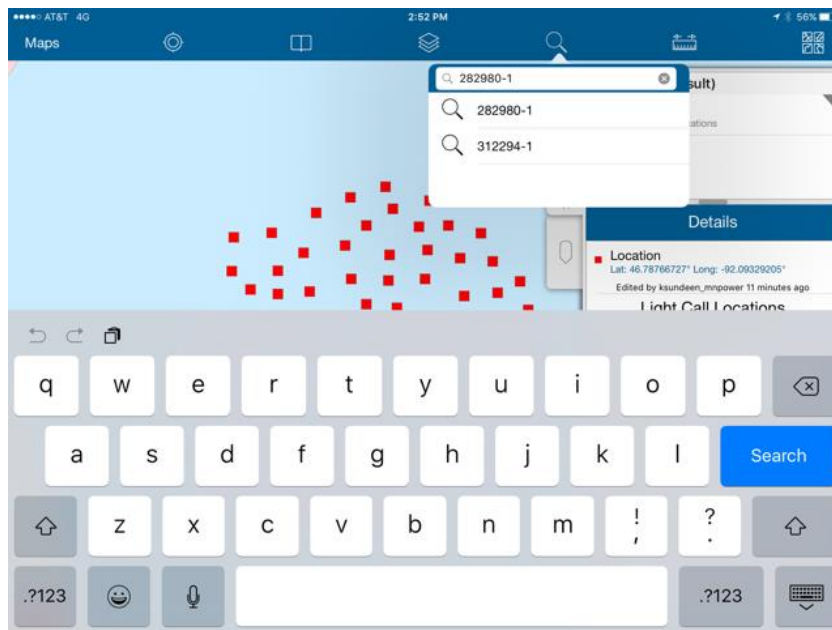 AT&T 4G 2:52 PM 56%
Maps
282980-1
282980-1
312294-1
sult)
ations
Details
Location
Lat: 46.78766727° Long: -92.09329205°
Edited by ksundeen_mnpower 11 minutes ago
Light Call Locations
q w e r t y u i o p
a s d f g h j k l Search
z x c v b n m ! , ? .
.?123 .?123